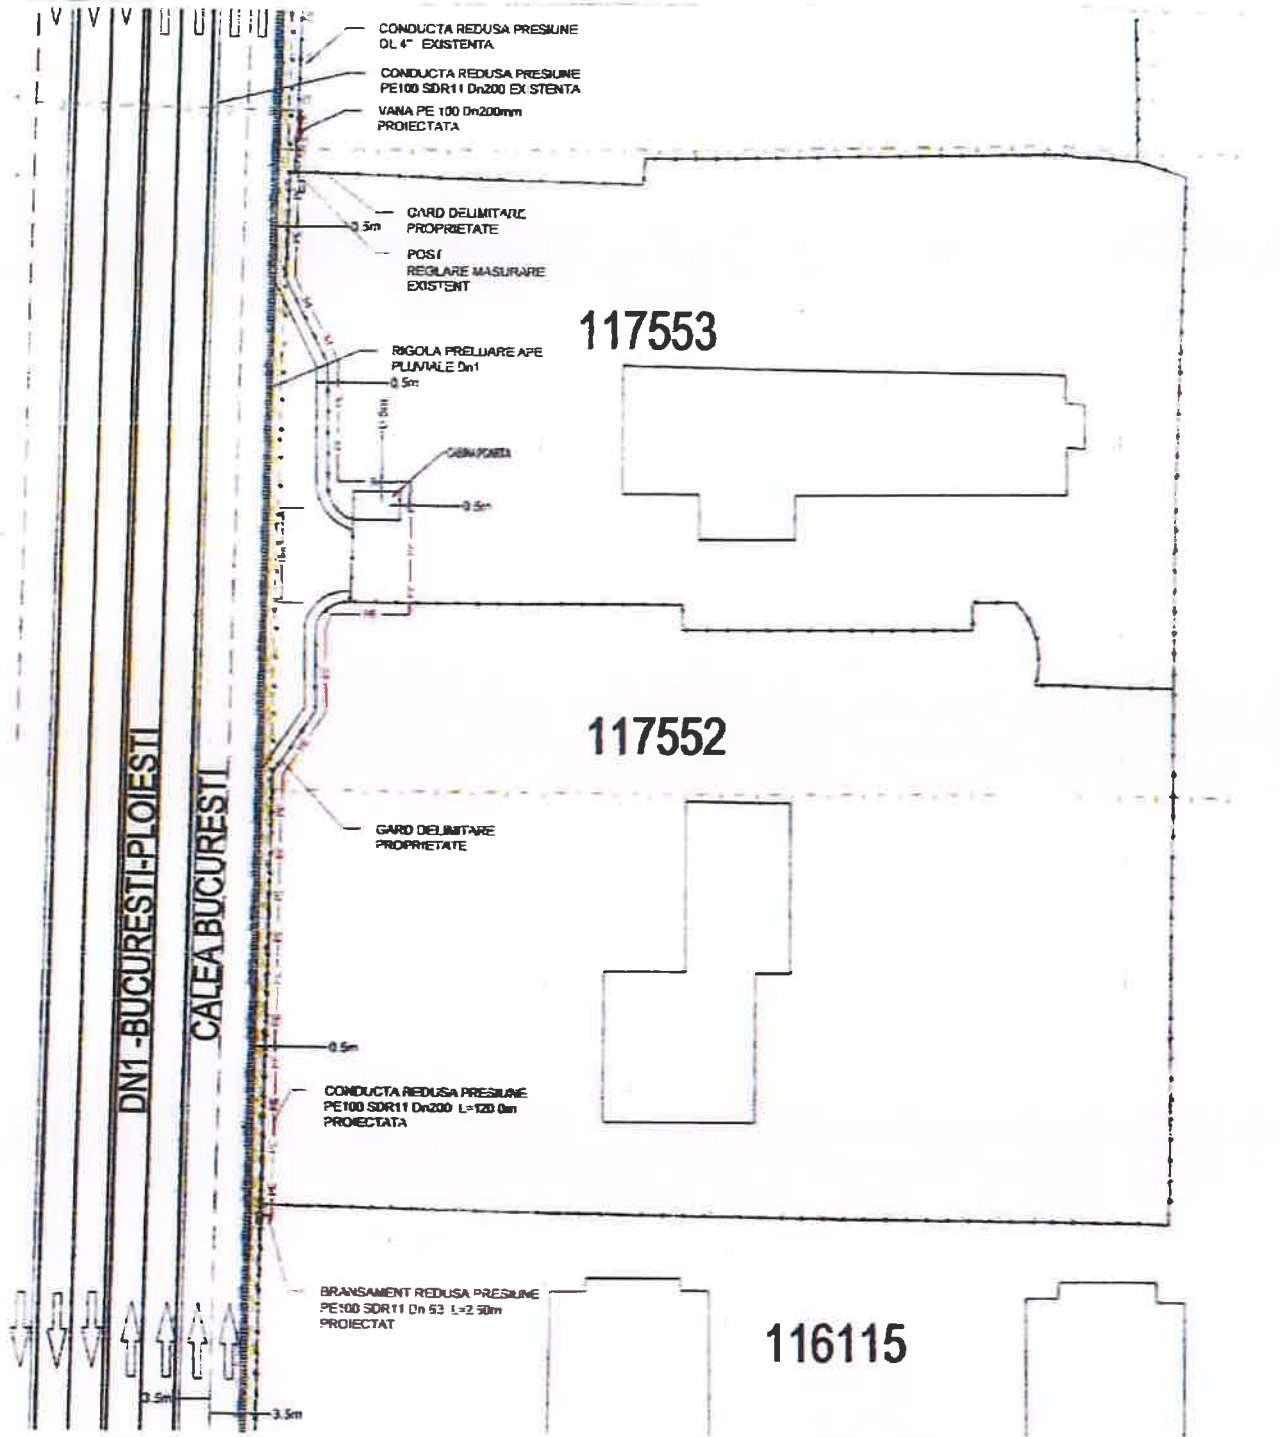 CONDUCTA REDUSA PRESIUNE
OL 4" EXISTENTA
CONDUCTA REDUSA PRESIUNE
PE100 SDR11 Dn200 EXISTENTA
VANA PE 100 Dn200mm
PROIECTATA
GARD DELIMITARE
PROPRIETATE
0.5m
POST
REGLARE MASURARE
EXISTENT
117553
RIGOLA PRELUARE APE
PLUVIALE Dn1
0.5m
CABINA POARTA
0.5m
117552
DN1 -BUCURESTI-PLOIESTI
CALEA BUCURESTI
GARD DELIMITARE
PROPRIETATE
0.5m
CONDUCTA REDUSA PRESIUNE
PE100 SDR11 Dn200 L=120.0m
PROIECTATA
BRANSAMENT REDUSA PRESIUNE
PE100 SDR11 Dn 63 L=2.50m
PROIECTAT
116115
3.5m
3.5m